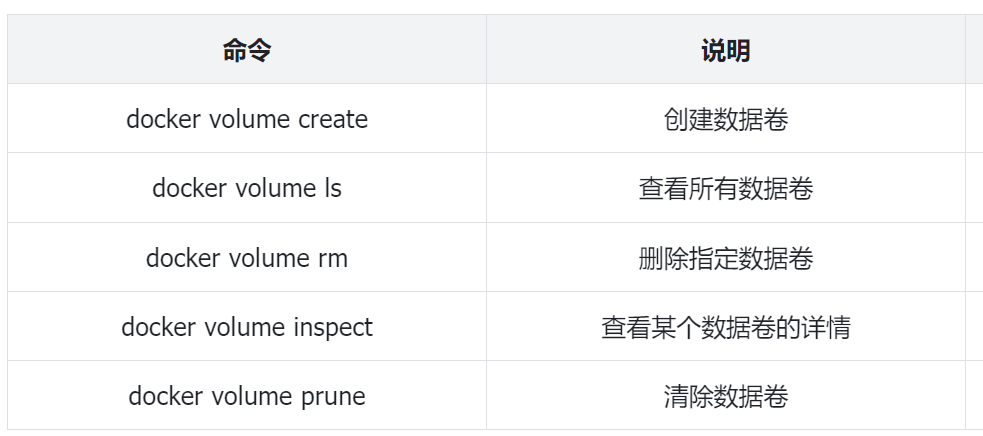 命令 说明
docker volume create 创建数据卷
docker volume ls 查看所有数据卷
docker volume rm 删除指定数据卷
docker volume inspect 查看某个数据卷的详情
docker volume prune 清除数据卷